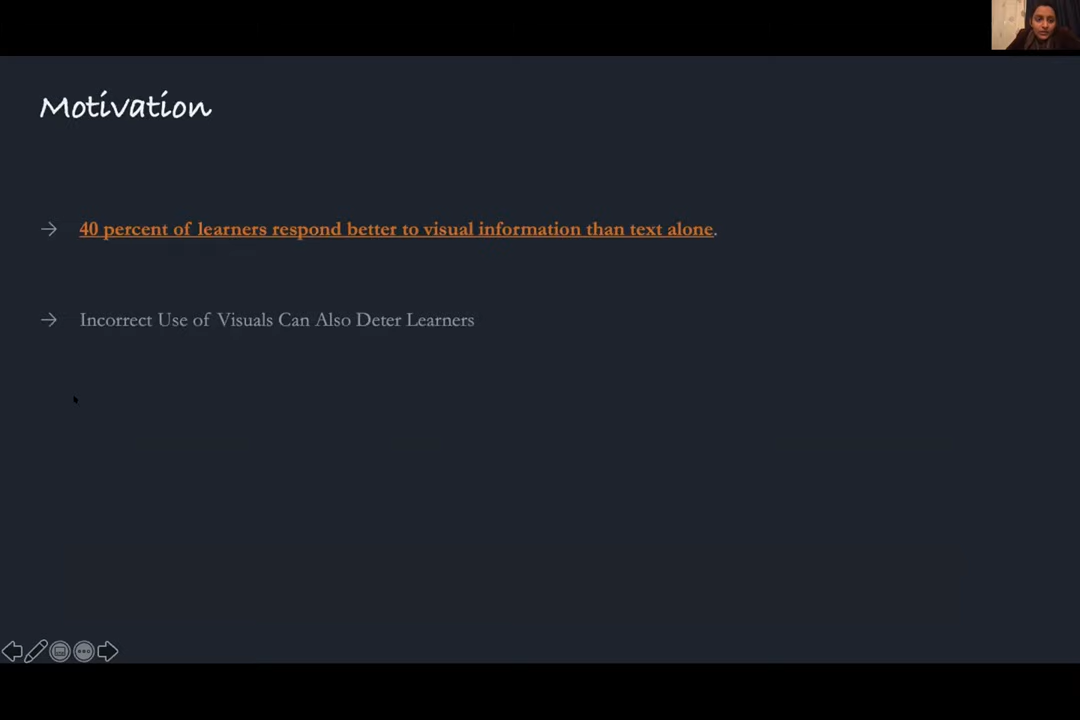 Motivation
→ 40 percent of learners respond better to visual information than text alone.
→ Incorrect Use of Visuals Can Also Deter Learners